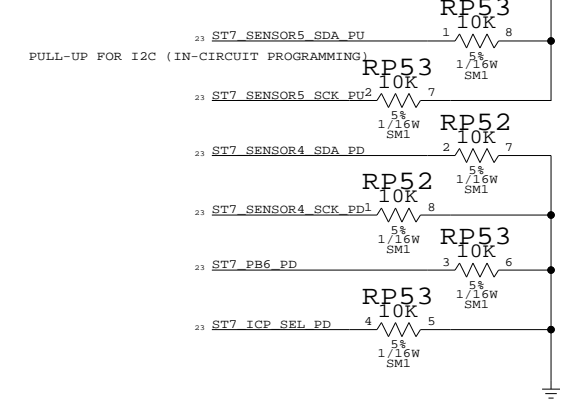 RP53
10K
23 ST7_SENSOR5_SDA_PU 1 8
5%
1/16W
SM1
PULL-UP FOR I2C (IN-CIRCUIT PROGRAMMING)
RP53
10K
23 ST7_SENSOR5_SCK_PU 2 7
5%
1/16W
SM1
RP52
10K
23 ST7_SENSOR4_SDA_PD 2 7
5%
1/16W
SM1
RP52
10K
23 ST7_SENSOR4_SCK_PD 1 8
5%
1/16W
SM1
RP53
10K
23 ST7_PB6_PD 3 6
5%
1/16W
SM1
RP53
10K
23 ST7_ICP_SEL_PD 4 5
5%
1/16W
SM1